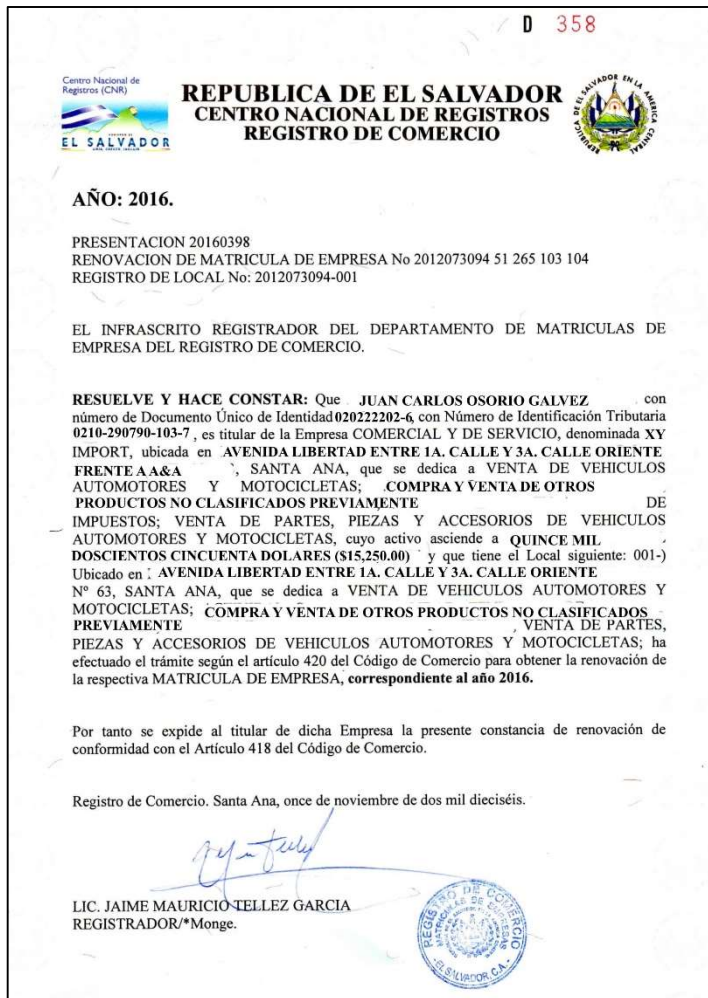 D 358
Centro Nacional de
Registros (CNR)
EL SALVADOR
REPUBLICA DE EL SALVADOR
CENTRO NACIONAL DE REGISTROS
REGISTRO DE COMERCIO
REPUBLICA DE EL SALVADOR EN LA AMERICA CENTRAL
AÑO: 2016.
PRESENTACION 20160398
RENOVACION DE MATRICULA DE EMPRESA No 2012073094 51 265 103 104
REGISTRO DE LOCAL No: 2012073094-001
EL INFRASCRITO REGISTRADOR DEL DEPARTAMENTO DE MATRICULAS DE
EMPRESA DEL REGISTRO DE COMERCIO.
RESUELVE Y HACE CONSTAR: Que JUAN CARLOS OSORIO GALVEZ con
número de Documento Único de Identidad 020222202-6, con Número de Identificación Tributaria
0210-290790-103-7 , es titular de la Empresa COMERCIAL Y DE SERVICIO, denominada XY
IMPORT, ubicada en AVENIDA LIBERTAD ENTRE 1A. CALLE Y 3A. CALLE ORIENTE
FRENTE A A&A , SANTA ANA, que se dedica a VENTA DE VEHICULOS
AUTOMOTORES Y MOTOCICLETAS; COMPRA Y VENTA DE OTROS
PRODUCTOS NO CLASIFICADOS PREVIAMENTE DE
IMPUESTOS; VENTA DE PARTES, PIEZAS Y ACCESORIOS DE VEHICULOS
AUTOMOTORES Y MOTOCICLETAS, cuyo activo asciende a QUINCE MIL
DOSCIENTOS CINCUENTA DOLARES ($15,250.00) y que tiene el Local siguiente: 001-)
Ubicado en : AVENIDA LIBERTAD ENTRE 1A. CALLE Y 3A. CALLE ORIENTE
Nº 63, SANTA ANA, que se dedica a VENTA DE VEHICULOS AUTOMOTORES Y
MOTOCICLETAS; COMPRA Y VENTA DE OTROS PRODUCTOS NO CLASIFICADOS
PREVIAMENTE , VENTA DE PARTES,
PIEZAS Y ACCESORIOS DE VEHICULOS AUTOMOTORES Y MOTOCICLETAS; ha
efectuado el trámite según el artículo 420 del Código de Comercio para obtener la renovación de
la respectiva MATRICULA DE EMPRESA, correspondiente al año 2016.
Por tanto se expide al titular de dicha Empresa la presente constancia de renovación de
conformidad con el Artículo 418 del Código de Comercio.
Registro de Comercio. Santa Ana, once de noviembre de dos mil dieciséis.
LIC. JAIME MAURICIO TELLEZ GARCIA
REGISTRADOR/*Monge.
REGISTRO DE COMERCIO
MATRICULAS DE EMPRESAS
EL SALVADOR, C.A.